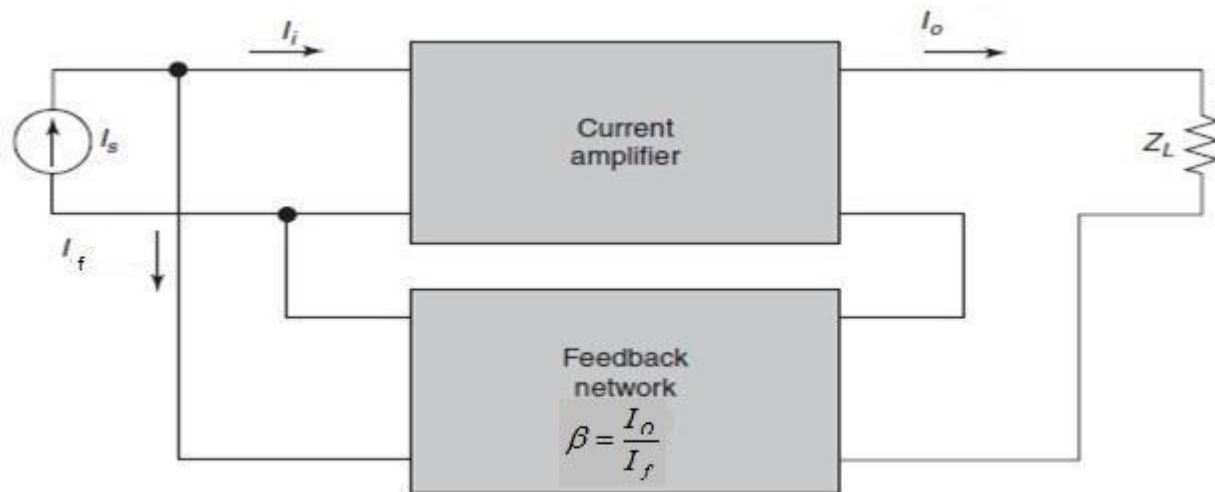 I_i
I_o
Current
amplifier
I_s
Z_L
I_f
Feedback
network
β = I_o / I_f